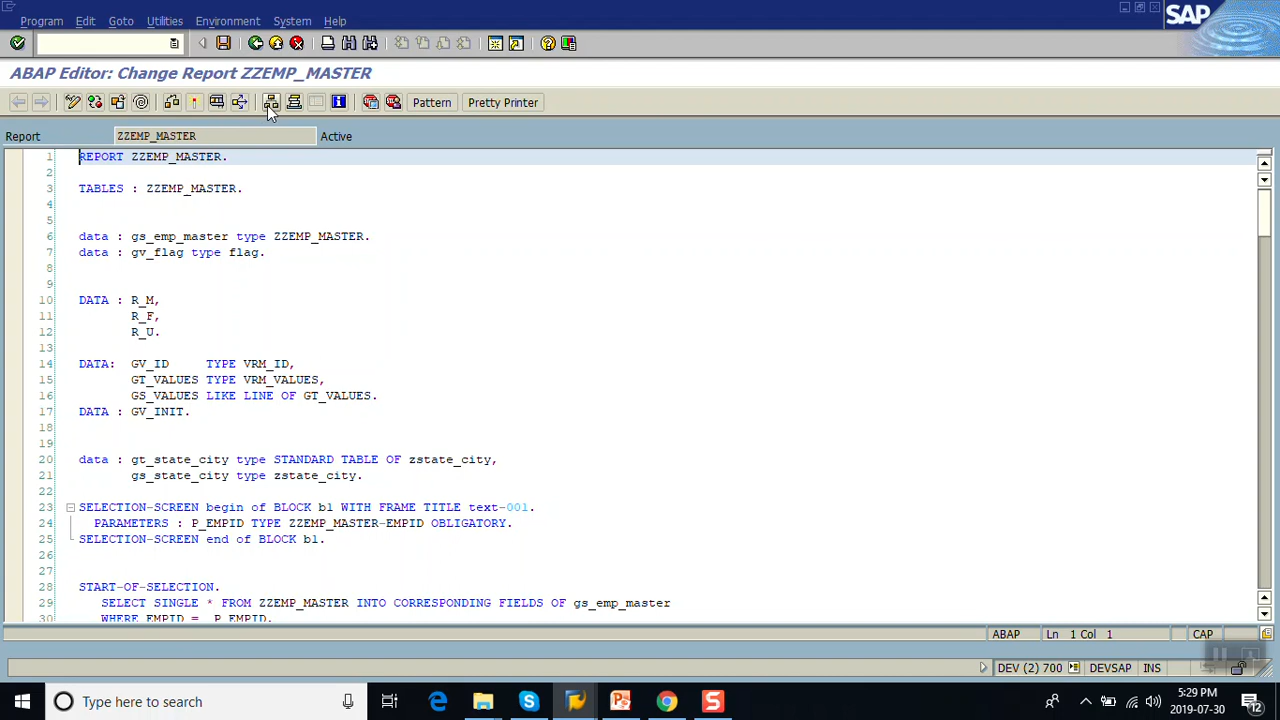 Program Edit Goto Utilities Environment System Help
SAP
ABAP Editor: Change Report ZZEMP_MASTER
Pattern Pretty Printer
Report ZZEMP_MASTER Active
1 REPORT ZZEMP_MASTER.
2
3 TABLES : ZZEMP_MASTER.
4
5
6 data : gs_emp_master type ZZEMP_MASTER.
7 data : gv_flag type flag.
8
9
10 DATA : R_M,
11 R_F,
12 R_U.
13
14 DATA: GV_ID TYPE VRM_ID,
15 GT_VALUES TYPE VRM_VALUES,
16 GS_VALUES LIKE LINE OF GT_VALUES.
17 DATA : GV_INIT.
18
19
20 data : gt_state_city type STANDARD TABLE OF zstate_city,
21 gs_state_city type zstate_city.
22
23 SELECTION-SCREEN begin of BLOCK b1 WITH FRAME TITLE text-001.
24 PARAMETERS : P_EMPID TYPE ZZEMP_MASTER-EMPID OBLIGATORY.
25 SELECTION-SCREEN end of BLOCK b1.
26
27
28 START-OF-SELECTION.
29 SELECT SINGLE * FROM ZZEMP_MASTER INTO CORRESPONDING FIELDS OF gs_emp_master
30 WHERE EMPID = P_EMPID.
ABAP Ln 1 Col 1 CAP
DEV (2) 700 DEVSAP INS
Type here to search
5:29 PM
2019-07-30
12